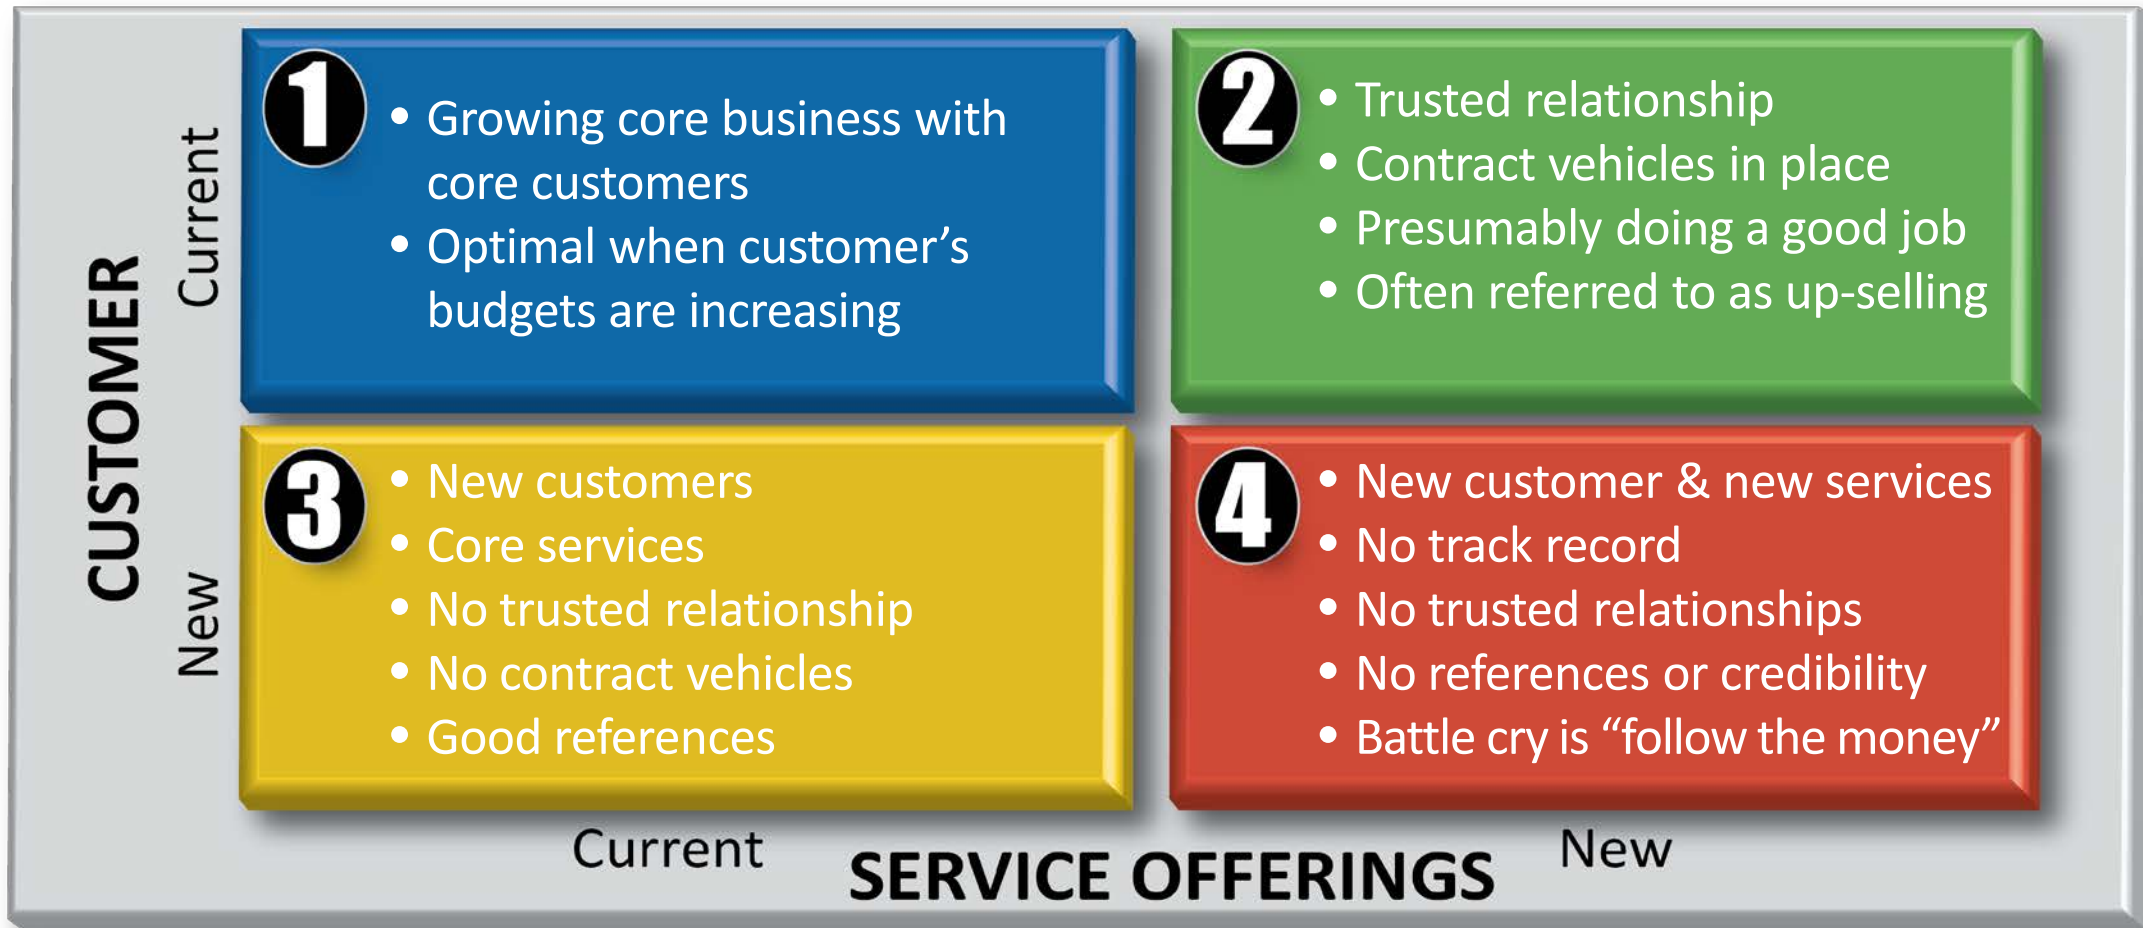 CUSTOMER
Current
New
1
• Growing core business with
core customers
• Optimal when customer’s
budgets are increasing
2
• Trusted relationship
• Contract vehicles in place
• Presumably doing a good job
• Often referred to as up-selling
3
• New customers
• Core services
• No trusted relationship
• No contract vehicles
• Good references
4
• New customer & new services
• No track record
• No trusted relationships
• No references or credibility
• Battle cry is “follow the money”
Current
New
SERVICE OFFERINGS